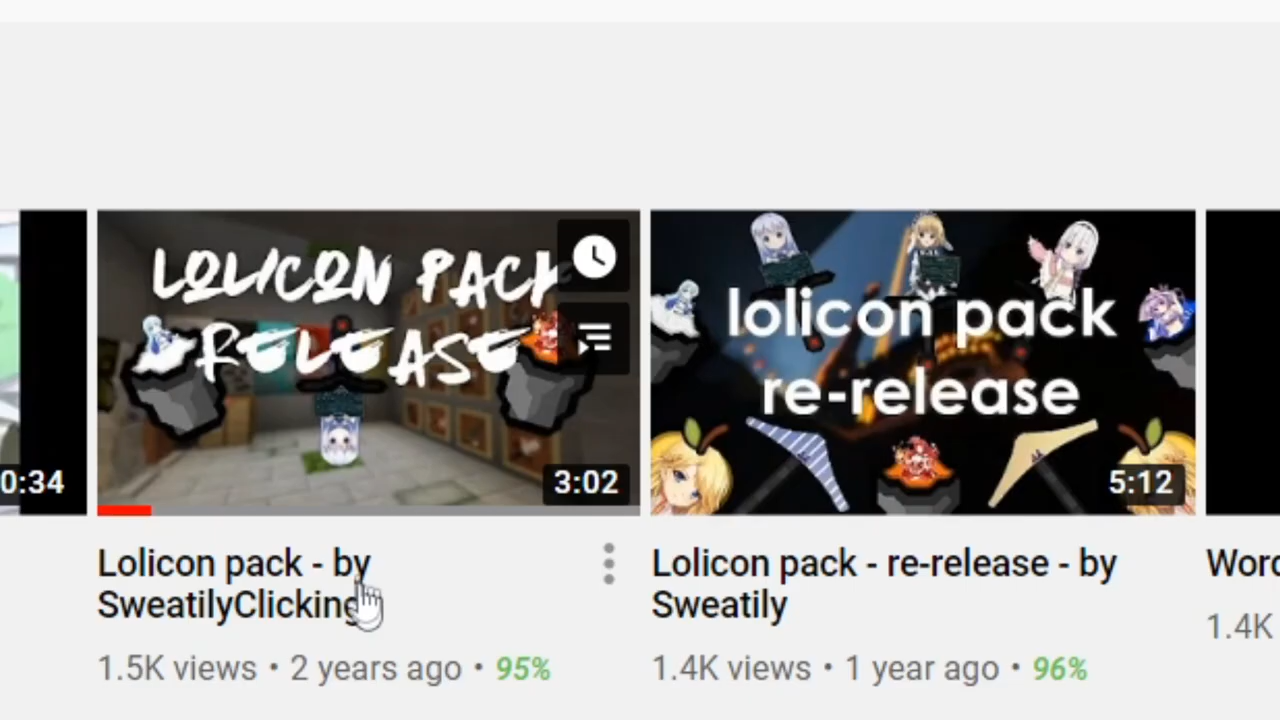 LOLICON PACK
RELEASE
lolicon pack
re-release
0:34
3:02
5:12
Lolicon pack - by
SweatilyClicking
1.5K views • 2 years ago • 95%
Lolicon pack - re-release - by
Sweatily
1.4K views • 1 year ago • 96%
1.4K